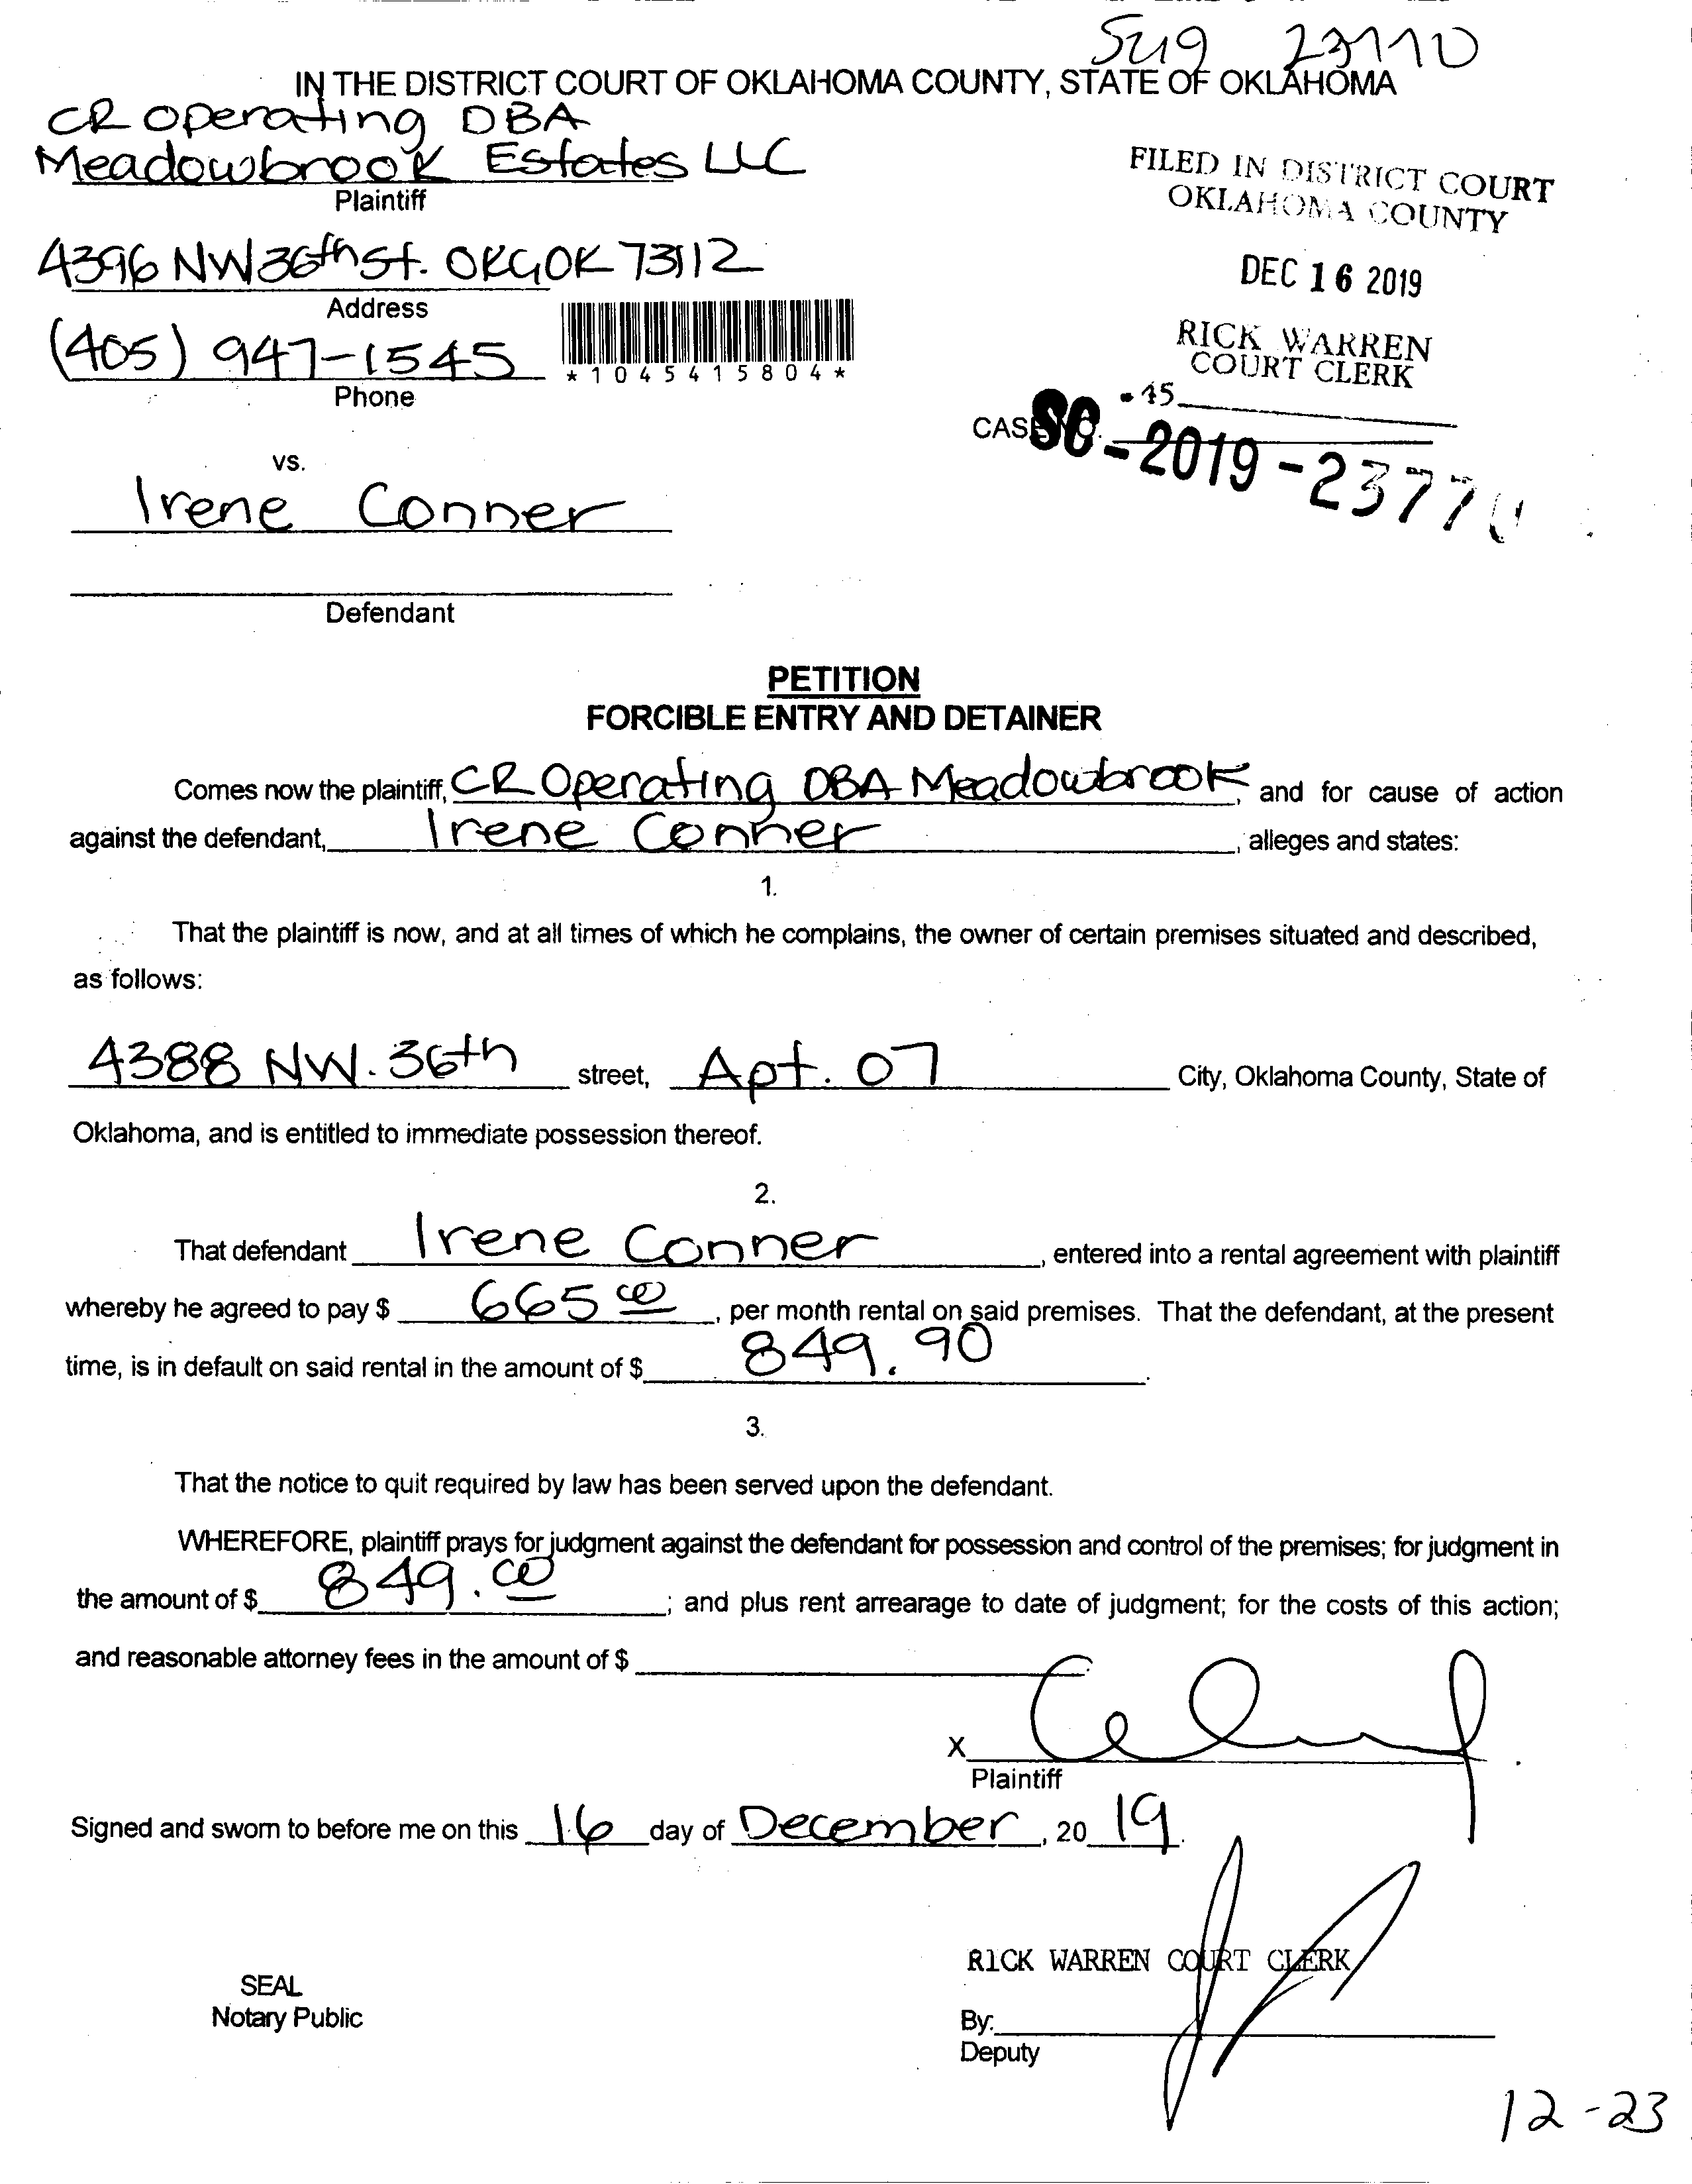 IN THE DISTRICT COURT OF OKLAHOMA COUNTY, STATE OF OKLAHOMA
CR Operating DBA
Meadowbrook Estates LLC
Plaintiff
4396 NW 36th St. OKC OK 73112
Address
(405) 947-1545
Phone
*1045415804*
FILED IN DISTRICT COURT
OKLAHOMA COUNTY
DEC 16 2019
RICK WARREN
COURT CLERK
45
CASE NO. SC-2019-23770
vs.
Irene Conner
Defendant
PETITION
FORCIBLE ENTRY AND DETAINER
Comes now the plaintiff, CR Operating DBA Meadowbrook, and for cause of action
against the defendant, Irene Conner, alleges and states:
1.
That the plaintiff is now, and at all times of which he complains, the owner of certain premises situated and described,
as follows:
4388 NW. 36th street, Apt. 07 City, Oklahoma County, State of
Oklahoma, and is entitled to immediate possession thereof.
2.
That defendant Irene Conner, entered into a rental agreement with plaintiff
whereby he agreed to pay $ 665 00, per month rental on said premises. That the defendant, at the present
time, is in default on said rental in the amount of $ 849.90.
3.
That the notice to quit required by law has been served upon the defendant.
WHEREFORE, plaintiff prays for judgment against the defendant for possession and control of the premises; for judgment in
the amount of $ 849.00; and plus rent arrearage to date of judgment; for the costs of this action;
and reasonable attorney fees in the amount of $
X
Plaintiff
Signed and sworn to before me on this 16 day of December, 20 19.
RICK WARREN COURT CLERK
SEAL
Notary Public
By:
Deputy
12-23